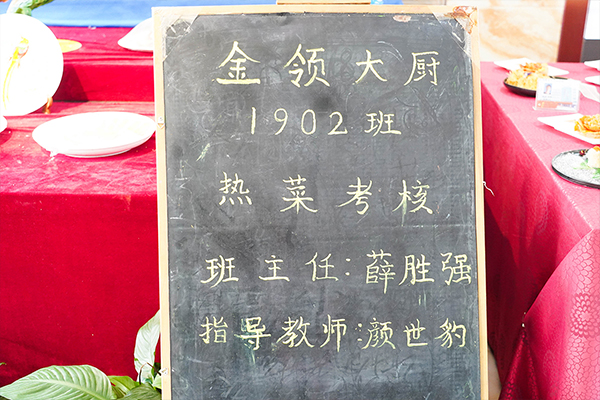 金领大厨
1902班
热菜考核
班主任:薛胜强
指导教师:颜世豹